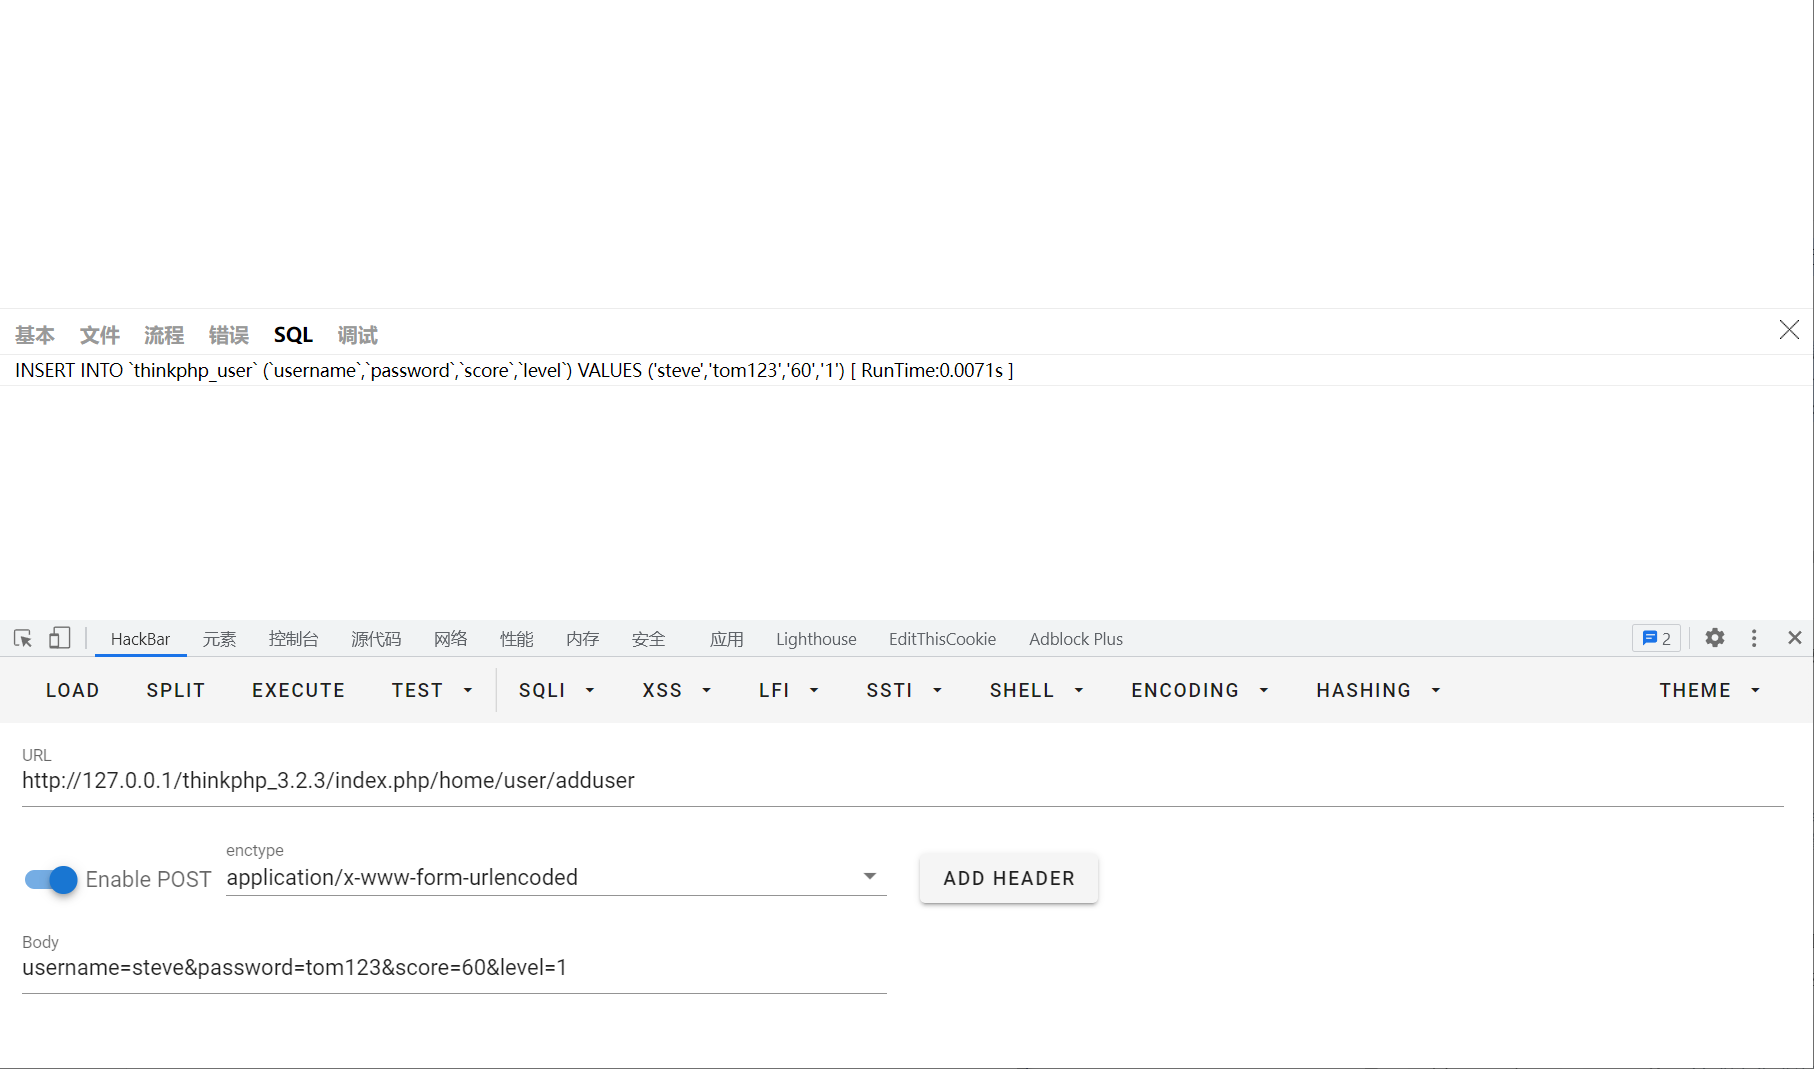 基本 文件 流程 错误 SQL 调试
INSERT INTO `thinkphp_user` (`username`,`password`,`score`,`level`) VALUES ('steve','tom123','60','1') [ RunTime:0.0071s ]
HackBar 元素 控制台 源代码 网络 性能 内存 安全 应用 Lighthouse EditThisCookie Adblock Plus 2
LOAD SPLIT EXECUTE TEST SQLI XSS LFI SSTI SHELL ENCODING HASHING THEME
URL
http://127.0.0.1/thinkphp_3.2.3/index.php/home/user/adduser
enctype
Enable POST application/x-www-form-urlencoded ADD HEADER
Body
username=steve&password=tom123&score=60&level=1